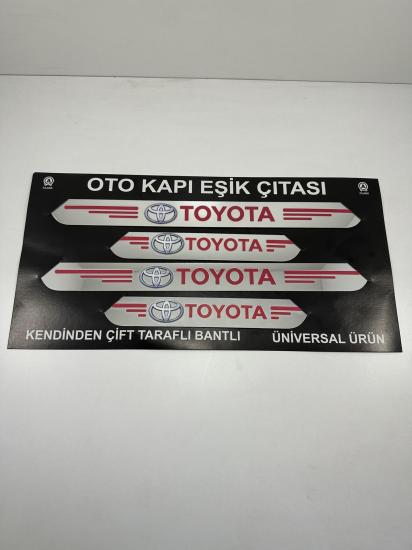 OTO KAPI EŞİK ÇITASI
TOYOTA
TOYOTA
TOYOTA
TOYOTA
KENDİNDEN ÇİFT TARAFLI BANTLI
ÜNİVERSAL ÜRÜN